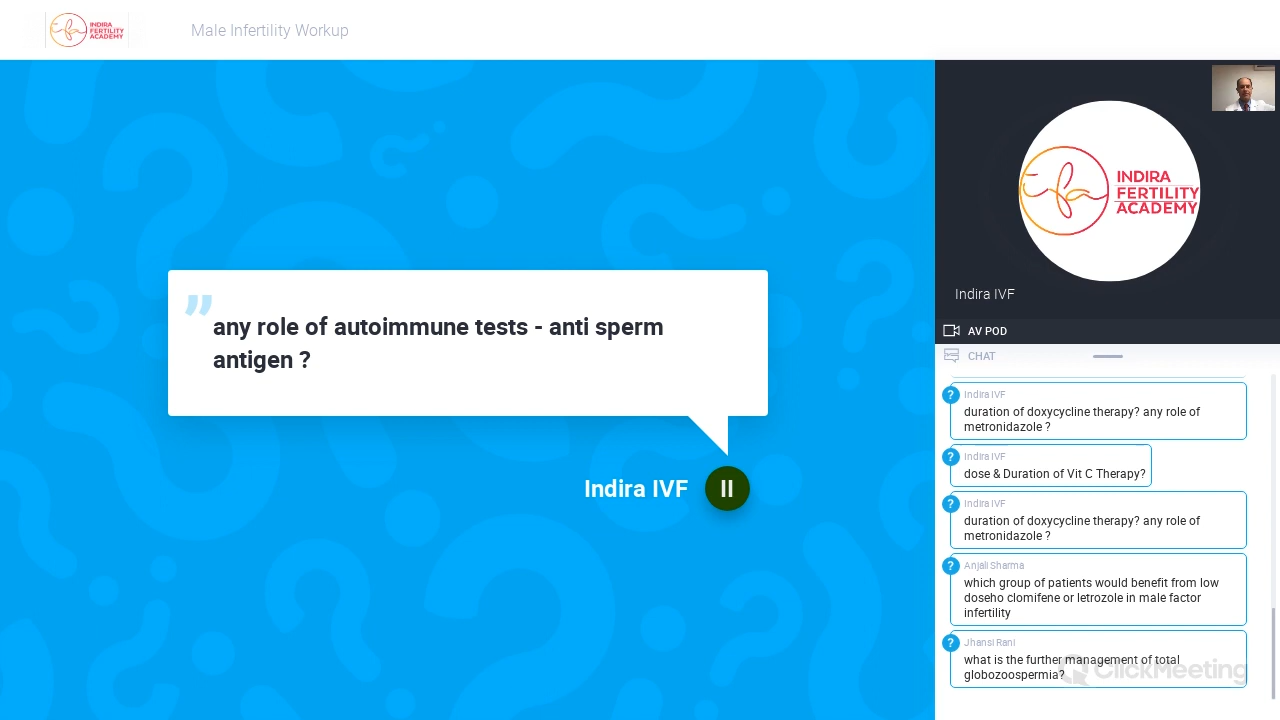 INDIRA
FERTILITY
ACADEMY
Male Infertility Workup
any role of autoimmune tests - anti sperm
antigen ?
Indira IVF
II
INDIRA
FERTILITY
ACADEMY
Indira IVF
AV POD
CHAT
? Indira IVF
duration of doxycycline therapy? any role of
metronidazole ?
? Indira IVF
dose & Duration of Vit C Therapy?
? Indira IVF
duration of doxycycline therapy? any role of
metronidazole ?
? Anjali Sharma
which group of patients would benefit from low
doseho clomifene or letrozole in male factor
infertility
? Jhansi Rani
what is the further management of total
globozoospermia?
ClickMeeting